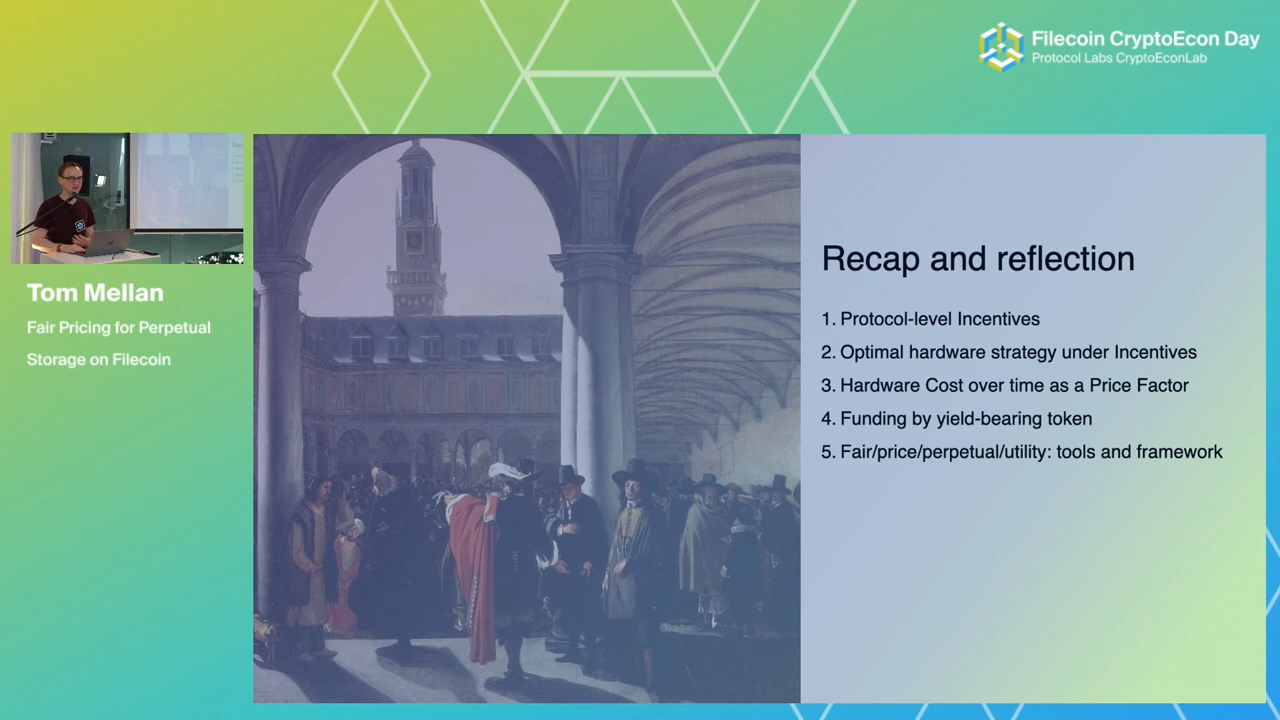 Filecoin CryptoEcon Day
Protocol Labs CryptoEconLab
Tom Mellan
Fair Pricing for Perpetual
Storage on Filecoin
Recap and reflection
1. Protocol-level Incentives
2. Optimal hardware strategy under Incentives
3. Hardware Cost over time as a Price Factor
4. Funding by yield-bearing token
5. Fair/price/perpetual/utility: tools and framework